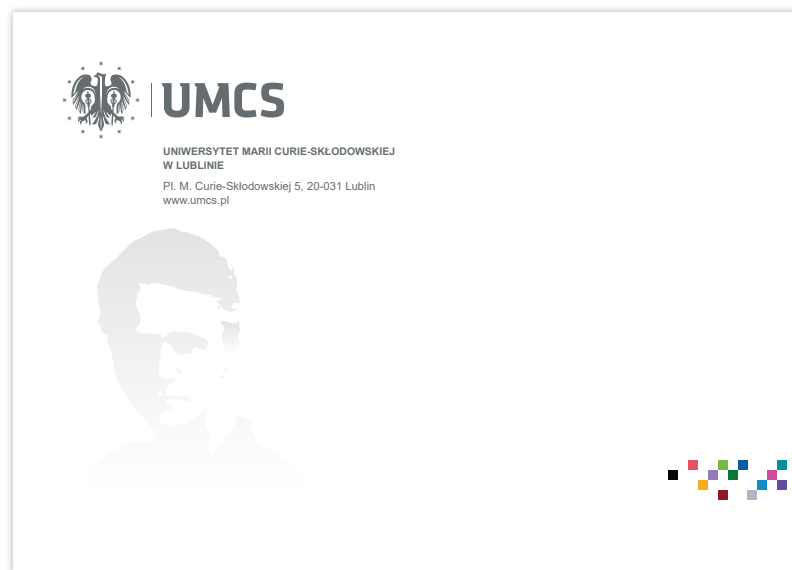 UMCS
UNIWERSYTET MARII CURIE-SKŁODOWSKIEJ
W LUBLINIE
Pl. M. Curie-Skłodowskiej 5, 20-031 Lublin
www.umcs.pl